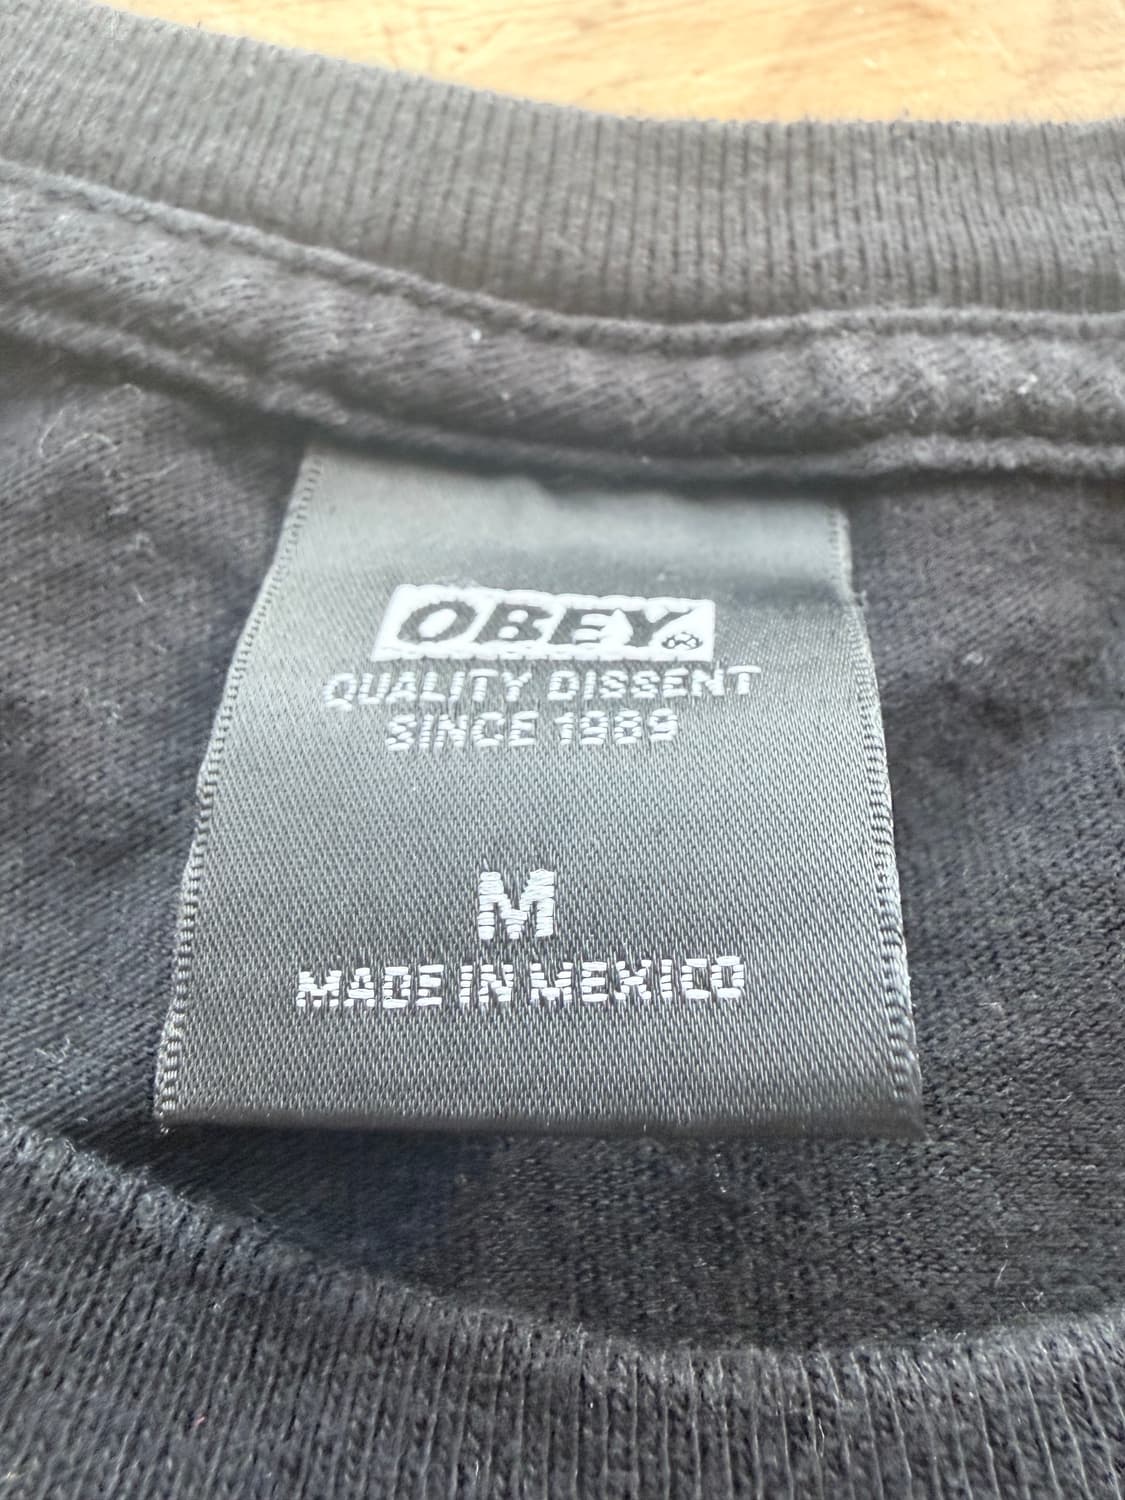 OBEY
QUALITY DISSENT
SINCE 1989
M
MADE IN MEXICO